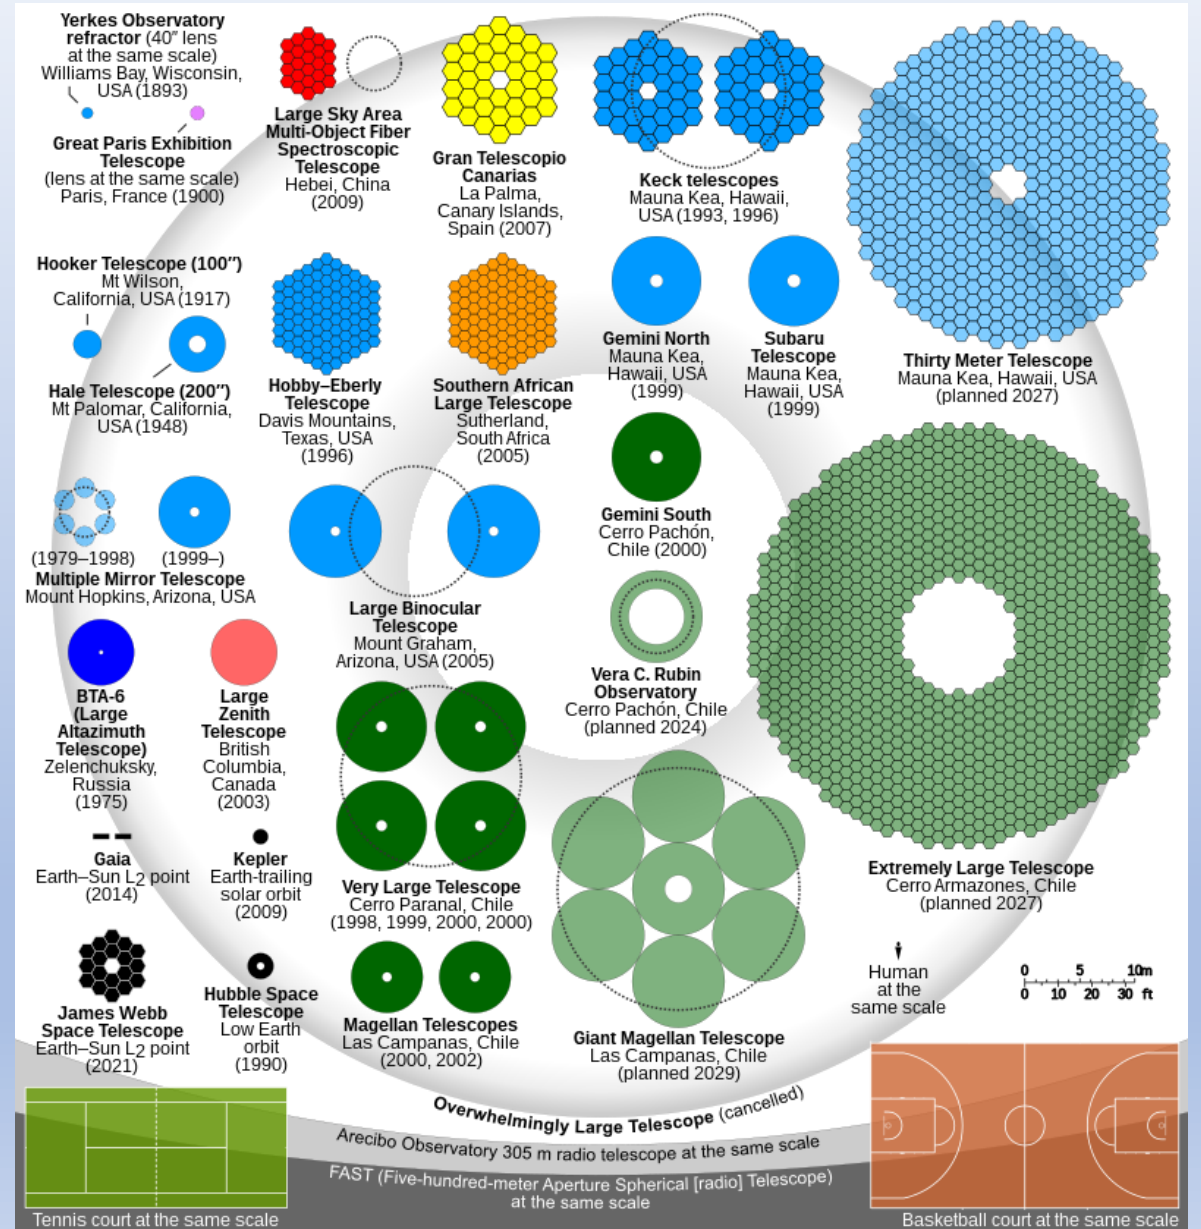 Yerkes Observatory
refractor (40″ lens
at the same scale)
Williams Bay, Wisconsin,
USA (1893)
Great Paris Exhibition
Telescope
(lens at the same scale)
Paris, France (1900)
Large Sky Area
Multi-Object Fiber
Spectroscopic
Telescope
Hebei, China
(2009)
Gran Telescopio
Canarias
La Palma,
Canary Islands,
Spain (2007)
Keck telescopes
Mauna Kea, Hawaii,
USA (1993, 1996)
Thirty Meter Telescope
Mauna Kea, Hawaii, USA
(planned 2027)
Hooker Telescope (100″)
Mt Wilson,
California, USA (1917)
Hale Telescope (200″)
Mt Palomar, California,
USA (1948)
Hobby–Eberly
Telescope
Davis Mountains,
Texas, USA
(1996)
Southern African
Large Telescope
Sutherland,
South Africa
(2005)
Gemini North
Mauna Kea,
Hawaii, USA
(1999)
Subaru
Telescope
Mauna Kea,
Hawaii, USA
(1999)
Gemini South
Cerro Pachón,
Chile (2000)
(1979–1998) (1999–)
Multiple Mirror Telescope
Mount Hopkins, Arizona, USA
Large Binocular
Telescope
Mount Graham,
Arizona, USA (2005)
Vera C. Rubin
Observatory
Cerro Pachón, Chile
(planned 2024)
BTA-6
(Large
Altazimuth
Telescope)
Zelenchuksky,
Russia
(1975)
Large
Zenith
Telescope
British
Columbia,
Canada
(2003)
Gaia
Earth–Sun L2 point
(2014)
Kepler
Earth-trailing
solar orbit
(2009)
Very Large Telescope
Cerro Paranal, Chile
(1998, 1999, 2000, 2000)
Extremely Large Telescope
Cerro Armazones, Chile
(planned 2027)
James Webb
Space Telescope
Earth–Sun L2 point
(2021)
Hubble Space
Telescope
Low Earth
orbit
(1990)
Magellan Telescopes
Las Campanas, Chile
(2000, 2002)
Giant Magellan Telescope
Las Campanas, Chile
(planned 2029)
Human
at the
same scale
0 5 10m
0 10 20 30 ft
Overwhelmingly Large Telescope (cancelled)
Arecibo Observatory 305 m radio telescope at the same scale
FAST (Five-hundred-meter Aperture Spherical [radio] Telescope)
at the same scale
Tennis court at the same scale
Basketball court at the same scale